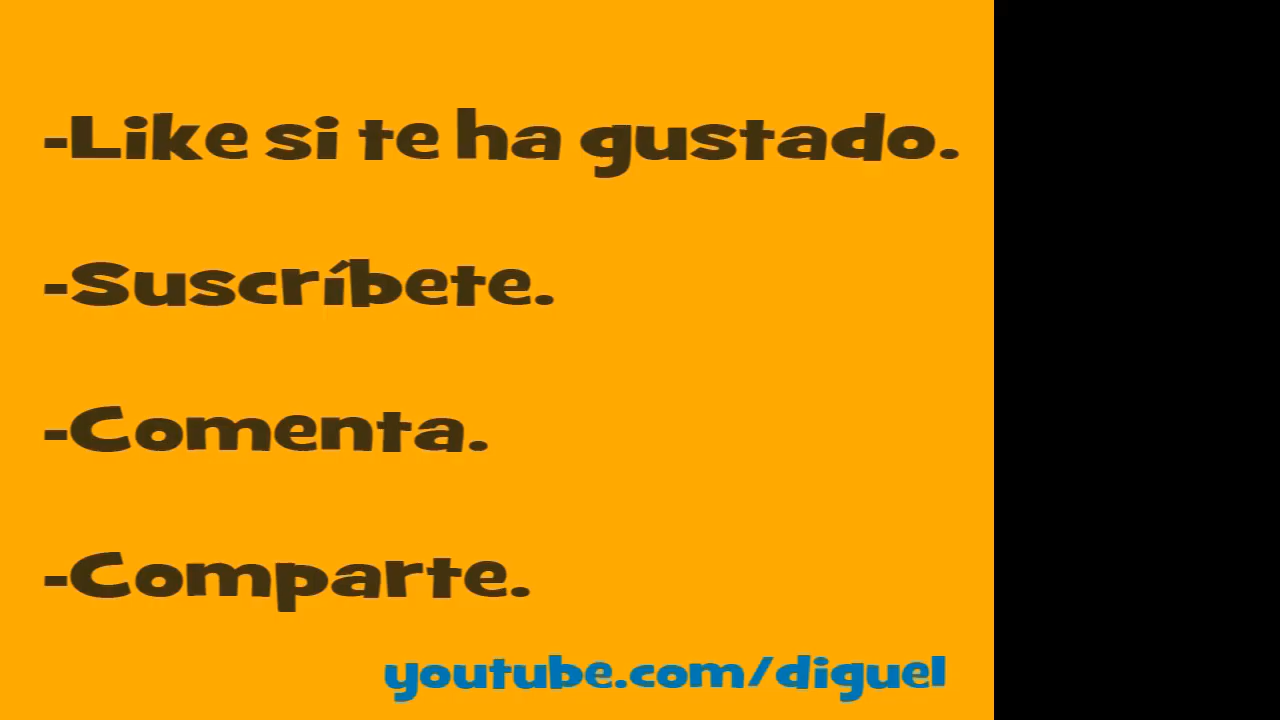 -Like si te ha gustado.
-Suscríbete.
-Comenta.
-Comparte.
youtube.com/diguel